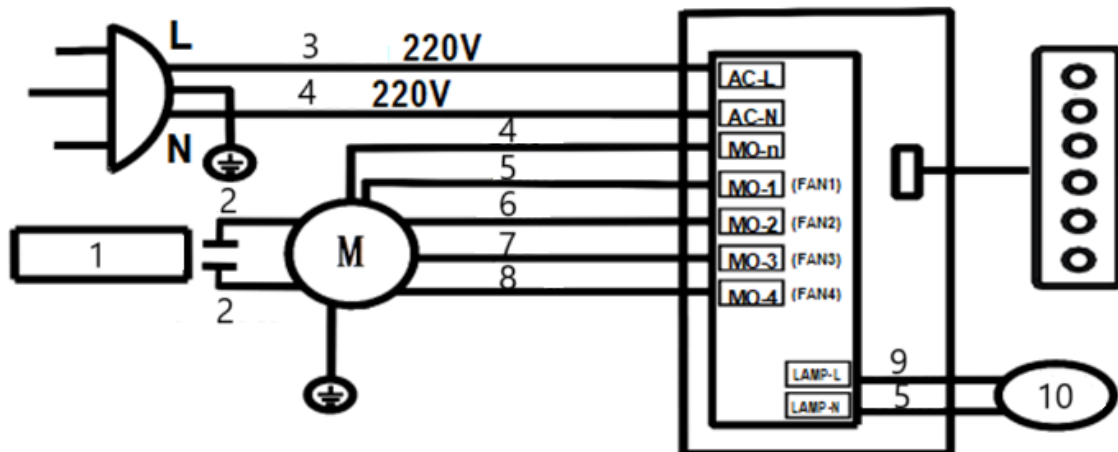 L
3 220V
4 220V
N
AC-L
AC-N
4
MO-n
5
MO-1 (FAN1)
2
6
MO-2 (FAN2)
1
M
7
MO-3 (FAN3)
2
8
MO-4 (FAN4)
LAMP-L
9
LAMP-N
5
10